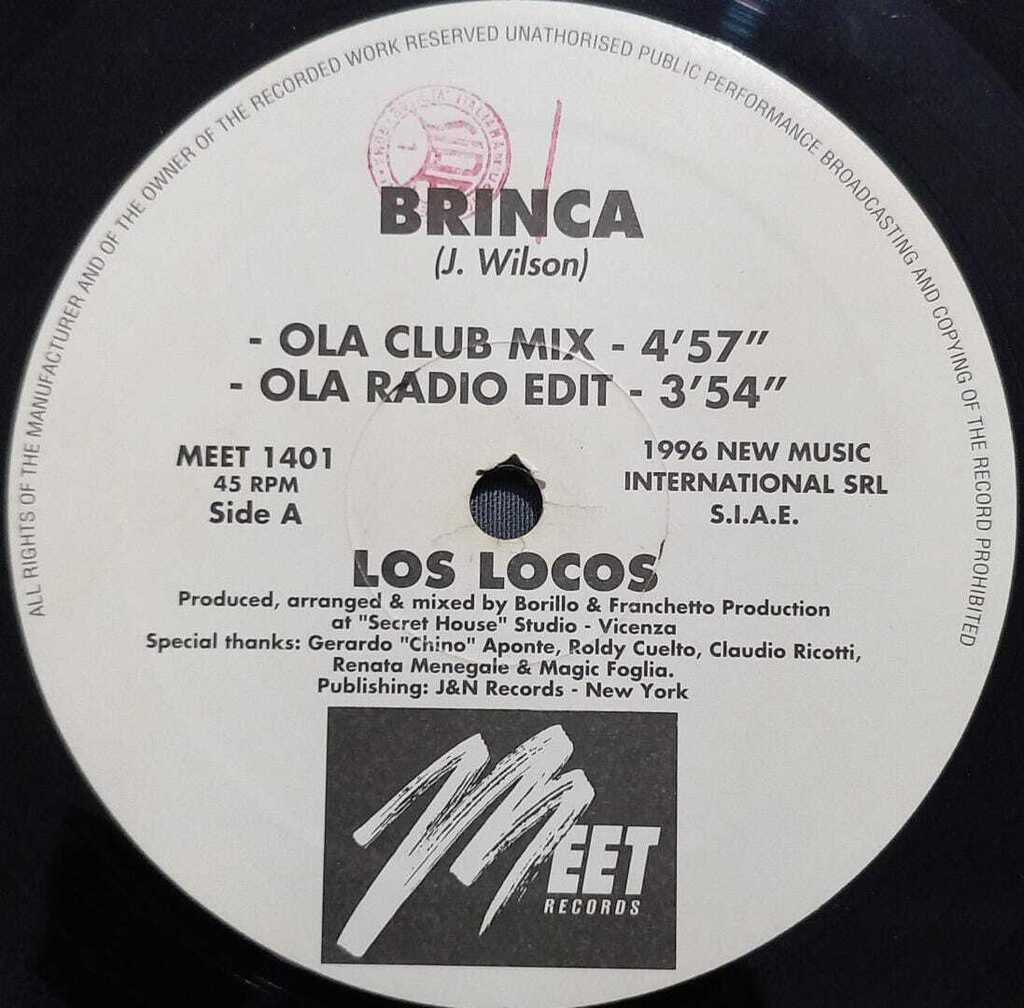 ALL RIGHTS OF THE MANUFACTURER AND OF THE OWNER OF THE RECORDED WORK RESERVED UNATHORISED PUBLIC PERFORMANCE BROADCASTING AND COPYING OF THE RECORD PROHIBITED
BRINCA
(J. Wilson)
- OLA CLUB MIX - 4'57"
- OLA RADIO EDIT - 3'54"
MEET 1401
45 RPM
Side A
1996 NEW MUSIC
INTERNATIONAL SRL
S.I.A.E.
LOS LOCOS
Produced, arranged & mixed by Borillo & Franchetto Production
at "Secret House" Studio - Vicenza
Special thanks: Gerardo "Chino" Aponte, Roldy Cuelto, Claudio Ricotti,
Renata Menegale & Magic Foglia.
Publishing: J&N Records - New York
MEET
RECORDS